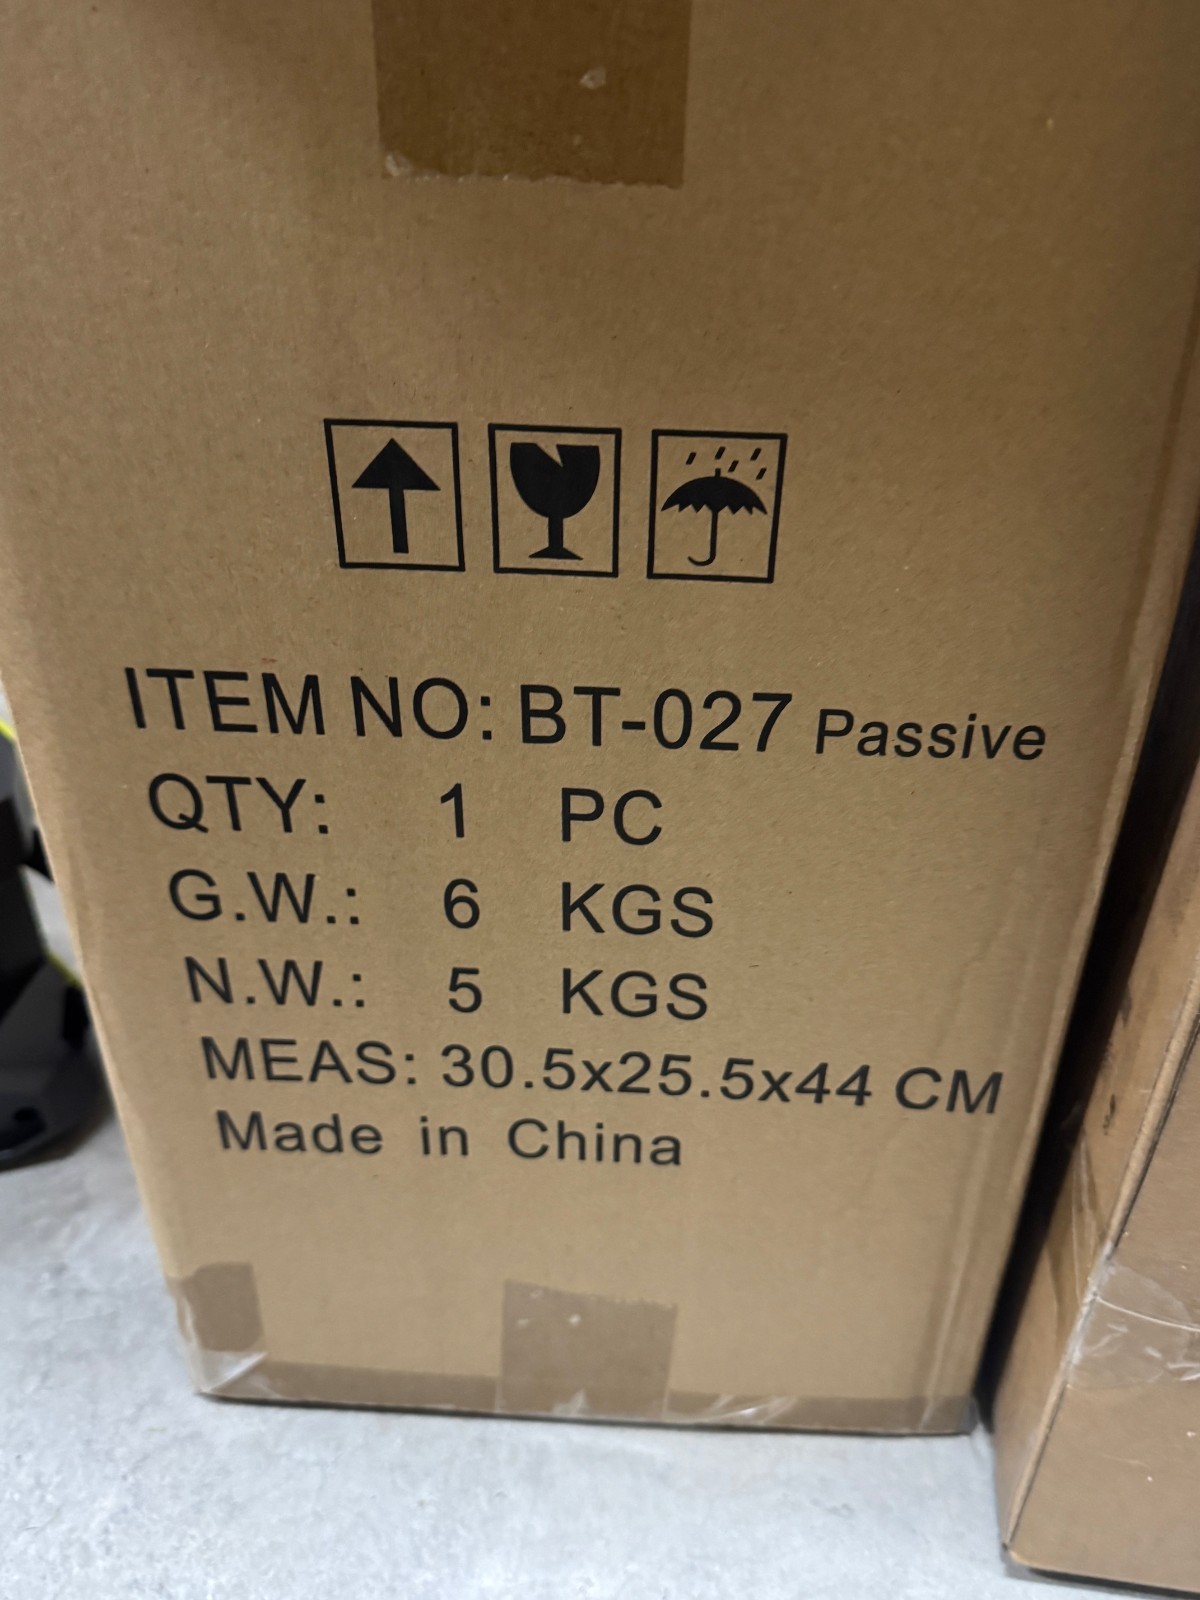 ITEM NO: BT-027 Passive
QTY: 1 PC
G.W.: 6 KGS
N.W.: 5 KGS
MEAS: 30.5x25.5x44 CM
Made in China